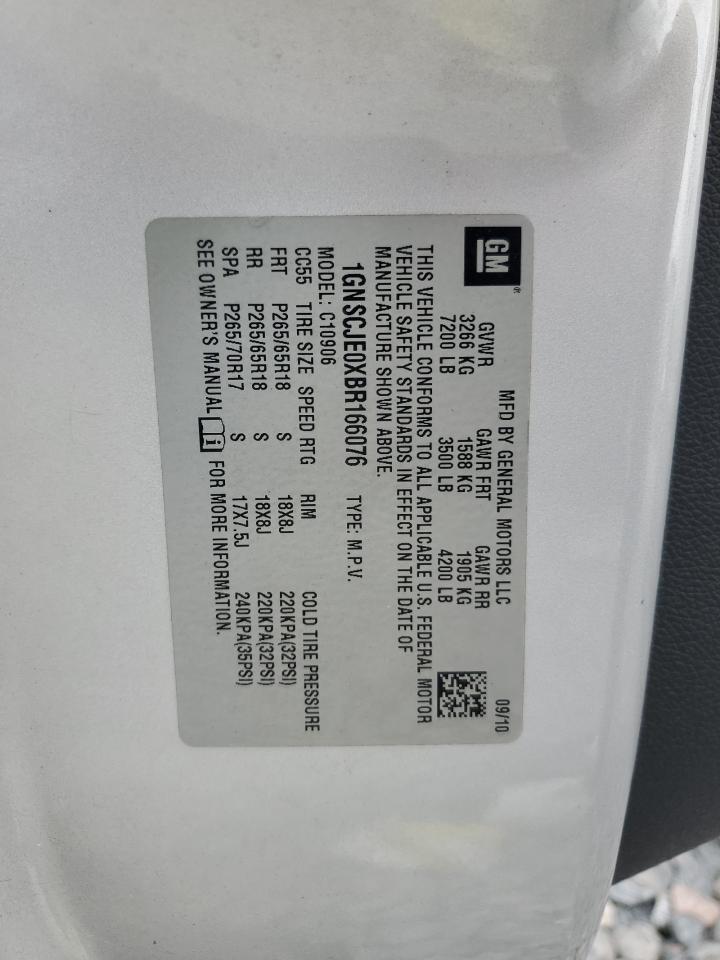 GM
MFD BY GENERAL MOTORS LLC 09/10
GVWR GAWR FRT GAWR RR
3266 KG 1588 KG 1905 KG
7200 LB 3500 LB 4200 LB
THIS VEHICLE CONFORMS TO ALL APPLICABLE U.S. FEDERAL MOTOR
VEHICLE SAFETY STANDARDS IN EFFECT ON THE DATE OF
MANUFACTURE SHOWN ABOVE.
1GNSCJE0XBR166076 TYPE: M.P.V.
MODEL: C10906
CC55 TIRE SIZE SPEED RTG RIM COLD TIRE PRESSURE
FRT P265/65R18 S 18X8J 220KPA(32PSI)
RR P265/65R18 S 18X8J 220KPA(32PSI)
SPA P265/70R17 S 17X7.5J 240KPA(35PSI)
SEE OWNER'S MANUAL i FOR MORE INFORMATION.